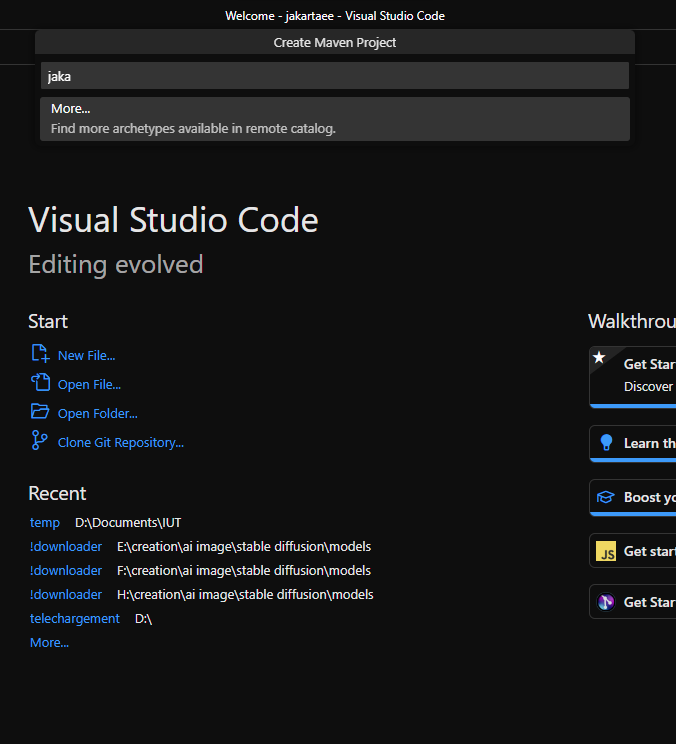 Welcome - jakartaee - Visual Studio Code
Create Maven Project
jaka
More...
Find more archetypes available in remote catalog.
Visual Studio Code
Editing evolved
Start
New File...
Open File...
Open Folder...
Clone Git Repository...
Recent
temp D:\Documents\IUT
!downloader E:\creation\ai image\stable diffusion\models
!downloader F:\creation\ai image\stable diffusion\models
!downloader H:\creation\ai image\stable diffusion\models
telechargement D:\
More...
Walkthrou
Get Star
Discover
Learn th
Boost yo
JS Get start
Get Star